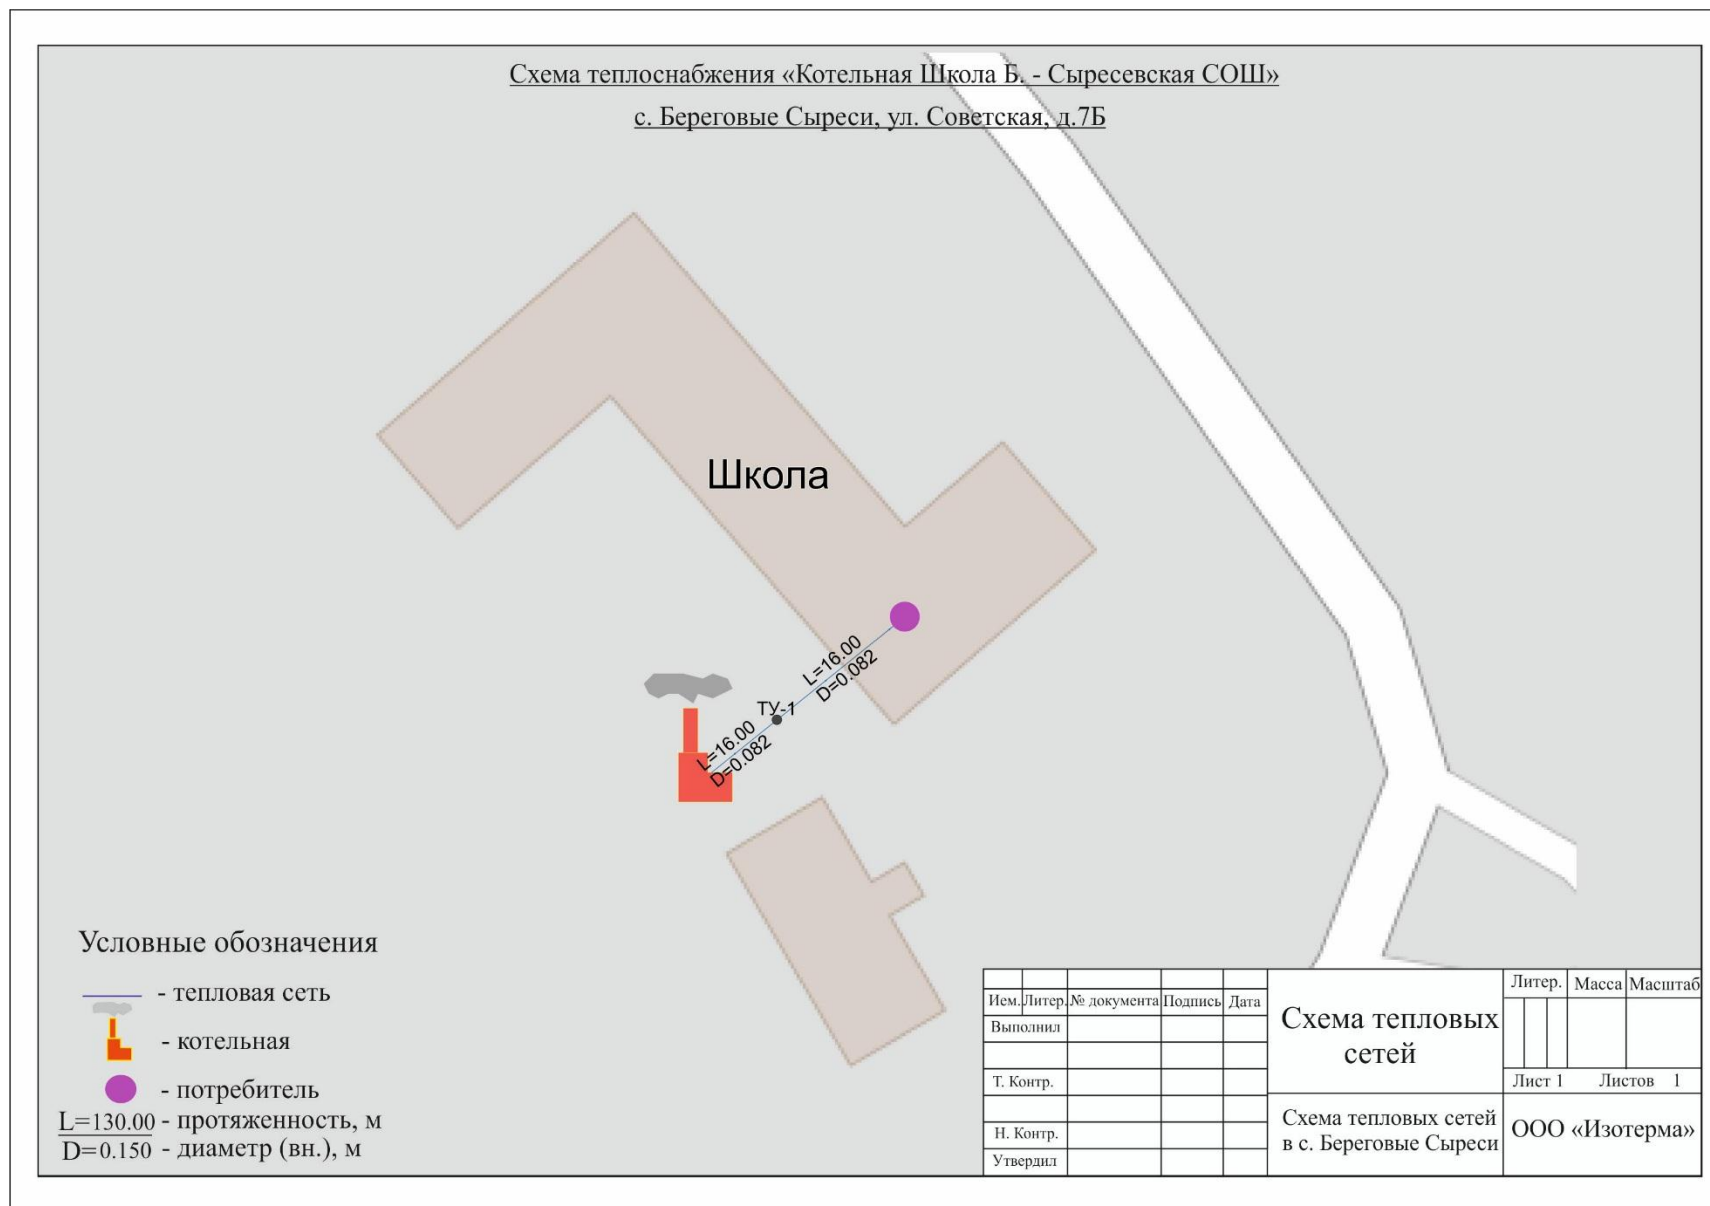 Схема теплоснабжения «Котельная Школа Б. - Сыресевская СОШ»
с. Береговые Сыреси, ул. Советская, д.7Б
Школа
L=16.00
D=0.082
ТУ-1
L=16.00
D=0.082
Условные обозначения
- тепловая сеть
- котельная
- потребитель
L=130.00 - протяженность, м
D=0.150 - диаметр (вн.), м
Ием. Литер. № документа Подпись Дата
Выполнил
Т. Контр.
Н. Контр.
Утвердил
Схема тепловых
сетей
Схема тепловых сетей
в с. Береговые Сыреси
Литер. Масса Масштаб
Лист 1 Листов 1
ООО «Изотерма»